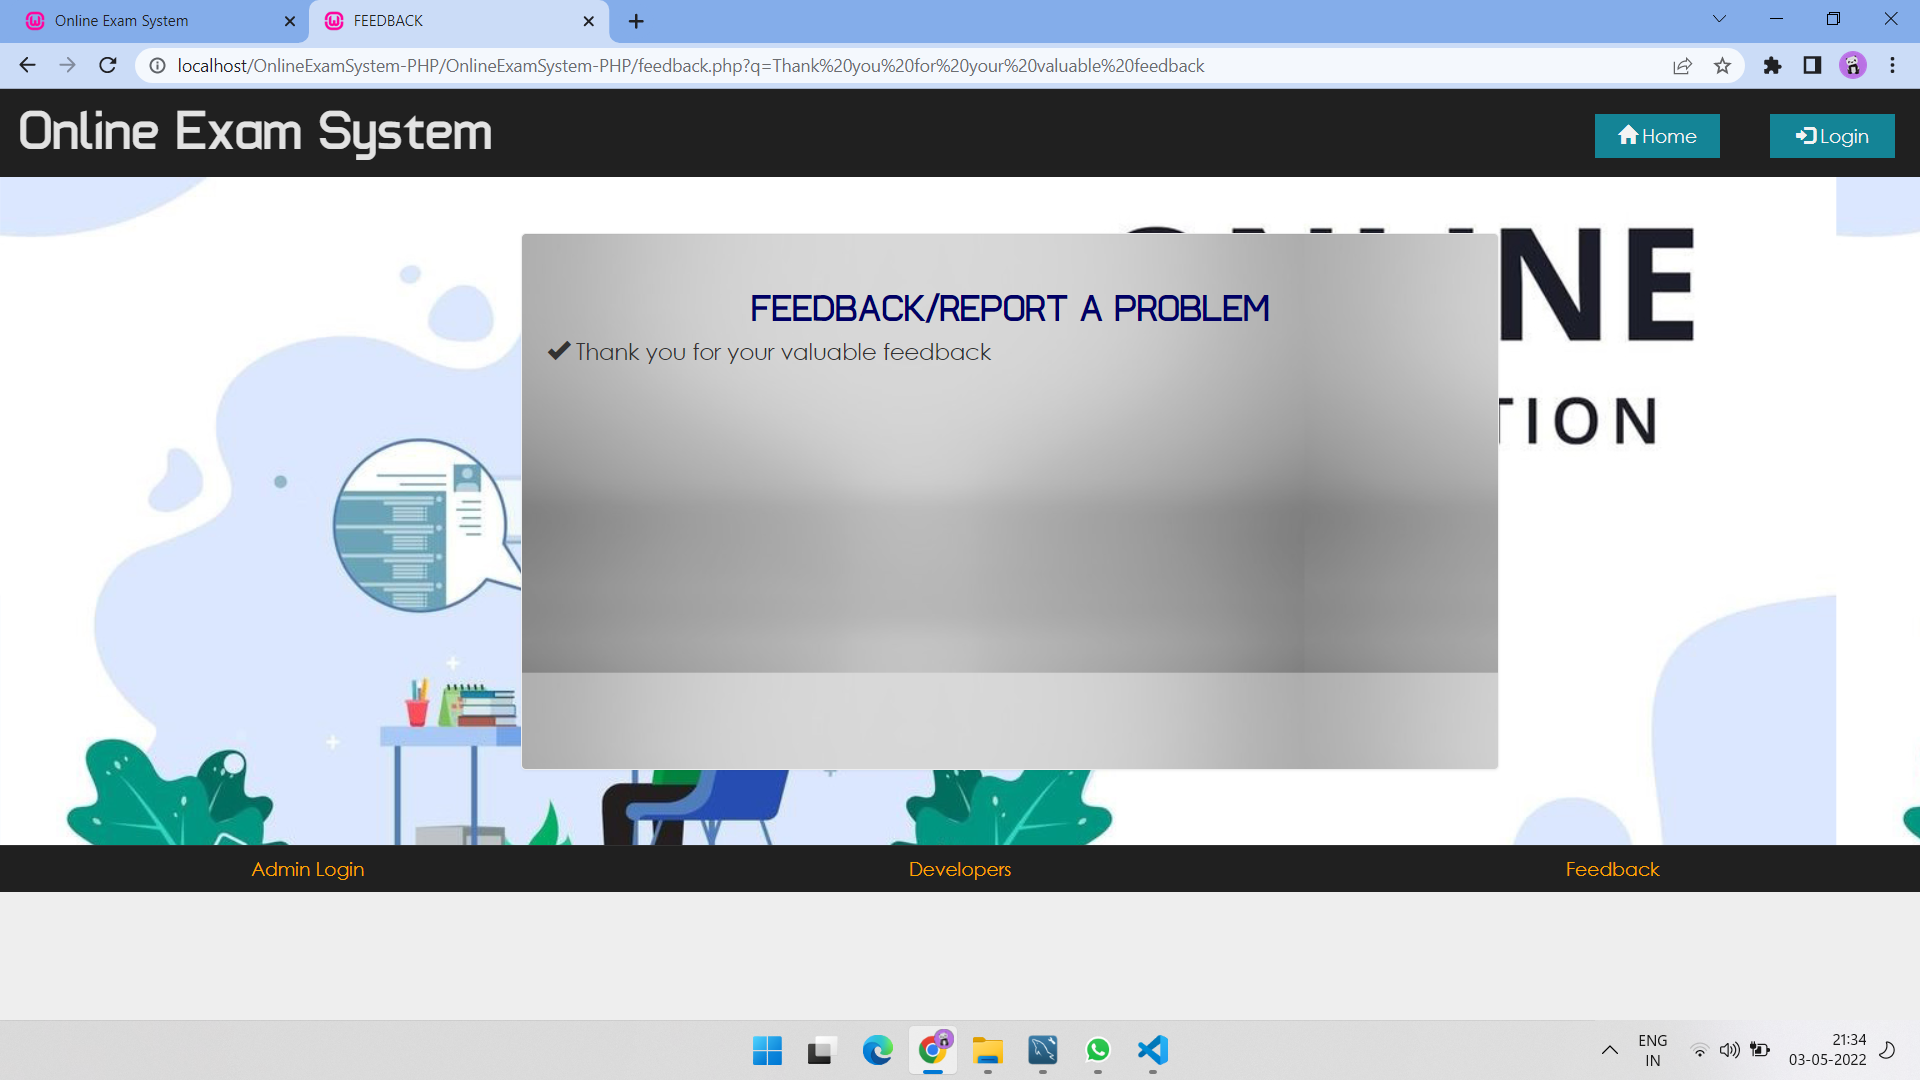 Online Exam System
FEEDBACK
localhost/OnlineExamSystem-PHP/OnlineExamSystem-PHP/feedback.php?q=Thank%20you%20for%20your%20valuable%20feedback
Online Exam System
Home
Login
NE
FEEDBACK/REPORT A PROBLEM
Thank you for your valuable feedback
TION
Admin Login
Developers
Feedback
ENG
IN
21:34
03-05-2022